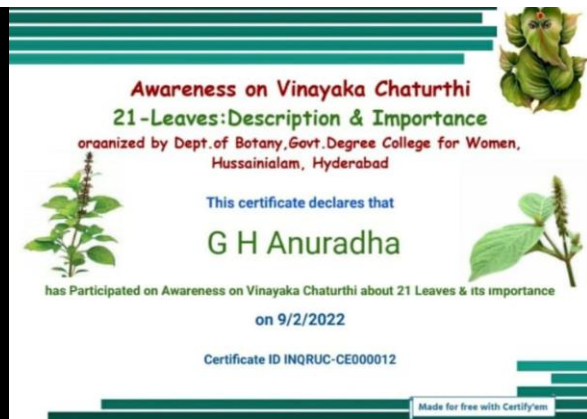 Awareness on Vinayaka Chaturthi
21-Leaves:Description & Importance
organized by Dept.of Botany,Govt.Degree College for Women,
Hussainialam, Hyderabad
This certificate declares that
G H Anuradha
has Participated on Awareness on Vinayaka Chaturthi about 21 Leaves & its importance
on 9/2/2022
Certificate ID INQRUC-CE000012
Made for free with Certify'em